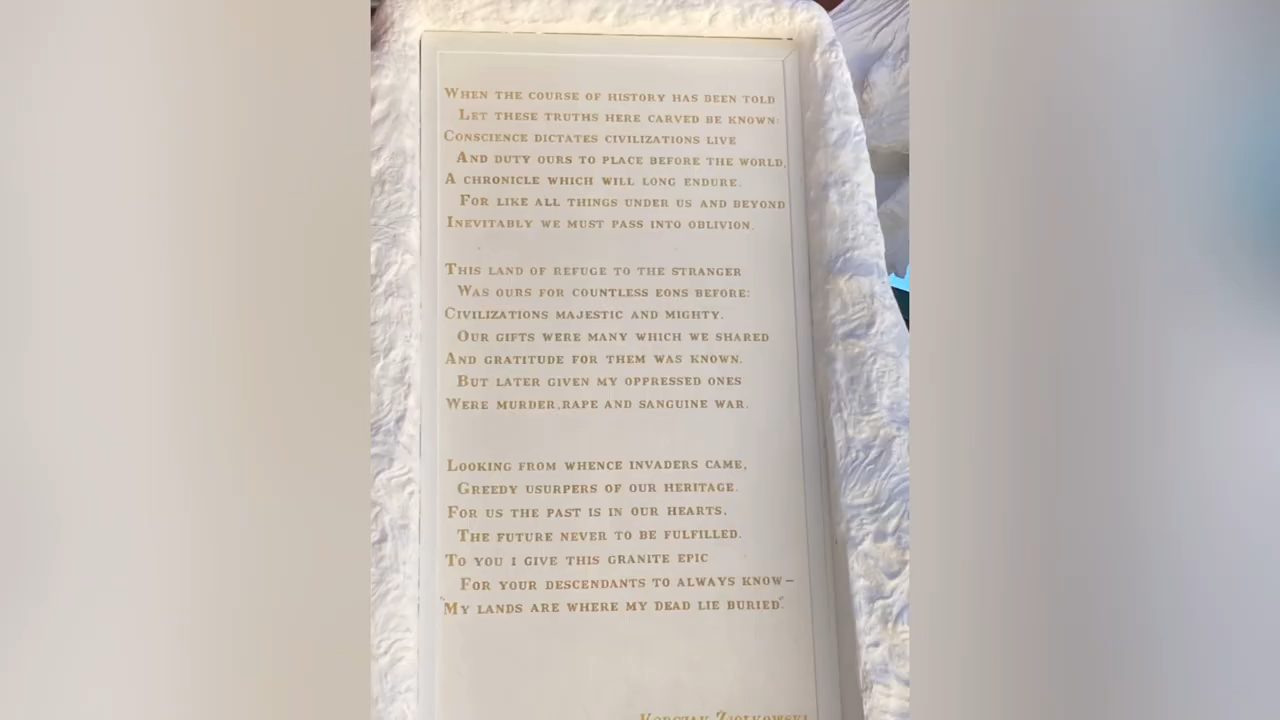 WHEN THE COURSE OF HISTORY HAS BEEN TOLD
LET THESE TRUTHS HERE CARVED BE KNOWN:
CONSCIENCE DICTATES CIVILIZATIONS LIVE
AND DUTY OURS TO PLACE BEFORE THE WORLD,
A CHRONICLE WHICH WILL LONG ENDURE.
FOR LIKE ALL THINGS UNDER US AND BEYOND
INEVITABLY WE MUST PASS INTO OBLIVION.
THIS LAND OF REFUGE TO THE STRANGER
WAS OURS FOR COUNTLESS EONS BEFORE:
CIVILIZATIONS MAJESTIC AND MIGHTY.
OUR GIFTS WERE MANY WHICH WE SHARED
AND GRATITUDE FOR THEM WAS KNOWN.
BUT LATER GIVEN MY OPPRESSED ONES
WERE MURDER, RAPE AND SANGUINE WAR.
LOOKING FROM WHENCE INVADERS CAME,
GREEDY USURPERS OF OUR HERITAGE.
FOR US THE PAST IS IN OUR HEARTS,
THE FUTURE NEVER TO BE FULFILLED.
TO YOU I GIVE THIS GRANITE EPIC
FOR YOUR DESCENDANTS TO ALWAYS KNOW—
"MY LANDS ARE WHERE MY DEAD LIE BURIED".
KORCZAK ZIOLKOWSKI